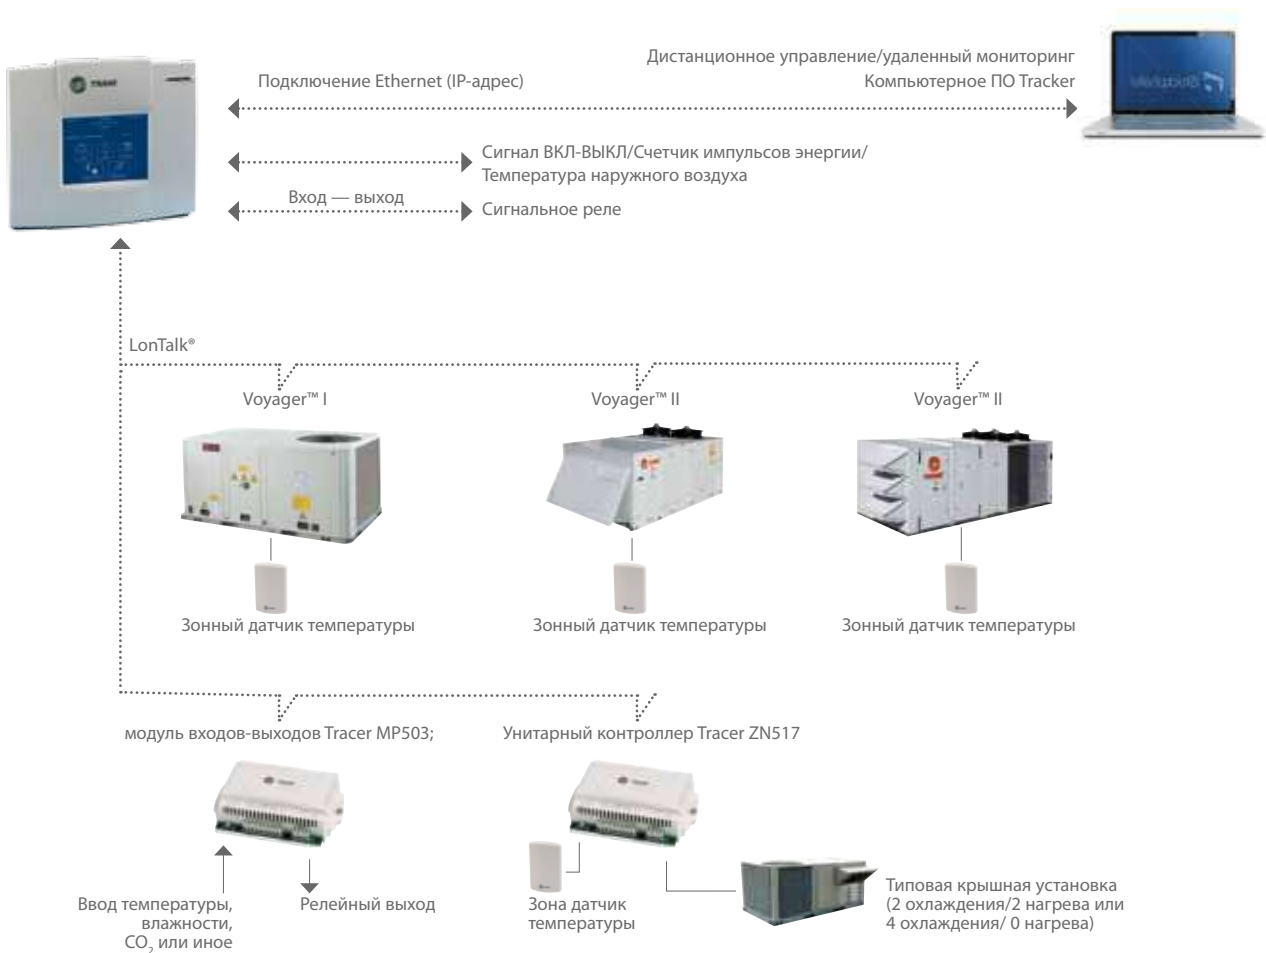 Дистанционное управление/удаленный мониторинг
Подключение Ethernet (IP-адрес)
Компьютерное ПО Tracker
TRANE
Сигнал ВКЛ-ВЫКЛ/Счетчик импульсов энергии/
Температура наружного воздуха
Вход — выход
Сигнальное реле
LonTalk®
Voyager™ I
Voyager™ II
Voyager™ II
Зонный датчик температуры
Зонный датчик температуры
Зонный датчик температуры
модуль входов-выходов Tracer MP503;
Унитарный контроллер Tracer ZN517
Ввод температуры,
влажности,
CO₂ или иное
Релейный выход
Зона датчик
температуры
Типовая крышная установка
(2 охлаждения/2 нагрева или
4 охлаждения/ 0 нагрева)